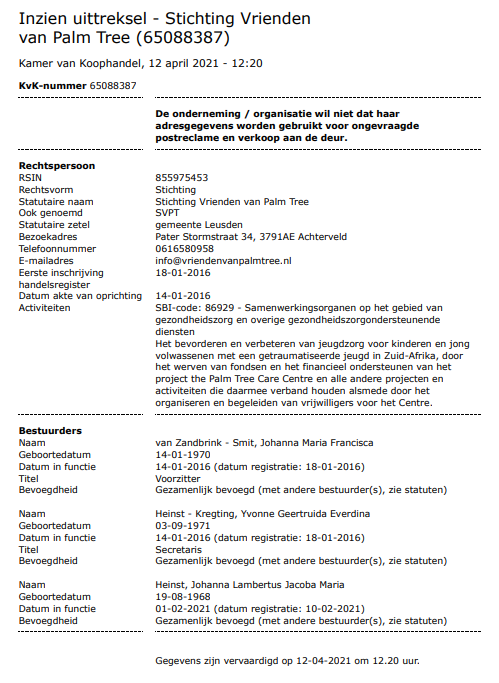 Inzien uittreksel - Stichting Vrienden
van Palm Tree (65088387)
Kamer van Koophandel, 12 april 2021 - 12:20
KvK-nummer 65088387
De onderneming / organisatie wil niet dat haar
adresgegevens worden gebruikt voor ongevraagde
postreclame en verkoop aan de deur.
Rechtspersoon
RSIN 855975453
Rechtsvorm Stichting
Statutaire naam Stichting Vrienden van Palm Tree
Ook genoemd SVPT
Statutaire zetel gemeente Leusden
Bezoekadres Pater Stormstraat 34, 3791AE Achterveld
Telefoonnummer 0616580958
E-mailadres info@vriendenvanpalmtree.nl
Eerste inschrijving 18-01-2016
handelsregister
Datum akte van oprichting 14-01-2016
Activiteiten SBI-code: 86929 - Samenwerkingsorganen op het gebied van
gezondheidszorg en overige gezondheidszorgondersteunende
diensten
Het bevorderen en verbeteren van jeugdzorg voor kinderen en jong
volwassenen met een getraumatiseerde jeugd in Zuid-Afrika, door
het werven van fondsen en het financieel ondersteunen van het
project the Palm Tree Care Centre en alle andere projecten en
activiteiten die daarmee verband houden alsmede door het
organiseren en begeleiden van vrijwilligers voor het Centre.
Bestuurders
Naam van Zandbrink - Smit, Johanna Maria Francisca
Geboortedatum 14-01-1970
Datum in functie 14-01-2016 (datum registratie: 18-01-2016)
Titel Voorzitter
Bevoegdheid Gezamenlijk bevoegd (met andere bestuurder(s), zie statuten)
Naam Heinst - Kregting, Yvonne Geertruida Everdina
Geboortedatum 03-09-1971
Datum in functie 14-01-2016 (datum registratie: 18-01-2016)
Titel Secretaris
Bevoegdheid Gezamenlijk bevoegd (met andere bestuurder(s), zie statuten)
Naam Heinst, Johanna Lambertus Jacoba Maria
Geboortedatum 19-08-1968
Datum in functie 01-02-2021 (datum registratie: 10-02-2021)
Bevoegdheid Gezamenlijk bevoegd (met andere bestuurder(s), zie statuten)
Gegevens zijn vervaardigd op 12-04-2021 om 12.20 uur.